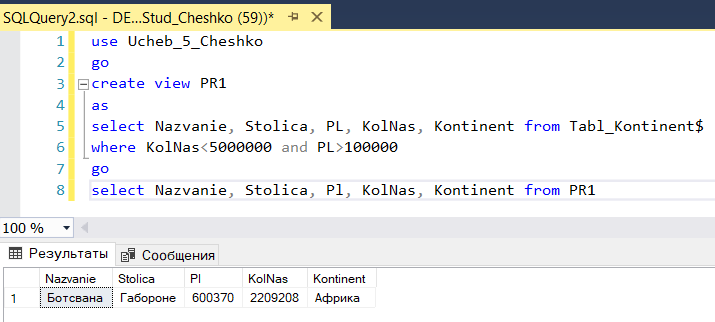 SQLQuery2.sql - DE...Stud_Cheshko (59))*
1 use Ucheb_5_Cheshko
2 go
3 create view PR1
4 as
5 select Nazvanie, Stolica, PL, KolNas, Kontinent from Tabl_Kontinent$
6 where KolNas<5000000 and PL>100000
7 go
8 select Nazvanie, Stolica, Pl, KolNas, Kontinent from PR1
100 %
Результаты Сообщения
Nazvanie Stolica Pl KolNas Kontinent
1 Ботсвана Габороне 600370 2209208 Африка